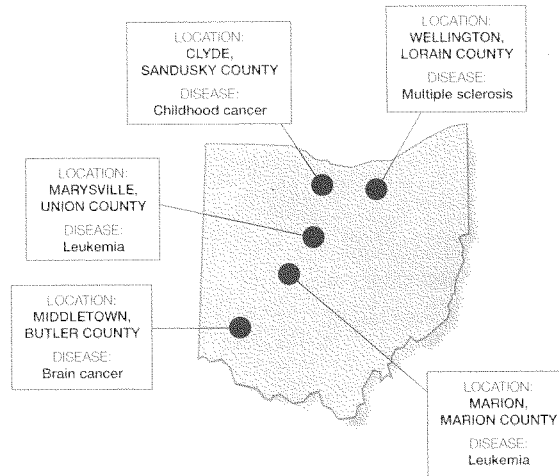 LOCATION:
CLYDE,
SANDUSKY COUNTY
DISEASE:
Childhood cancer
LOCATION:
WELLINGTON,
LORAIN COUNTY
DISEASE:
Multiple sclerosis
LOCATION:
MARYSVILLE,
UNION COUNTY
DISEASE:
Leukemia
LOCATION:
MIDDLETOWN,
BUTLER COUNTY
DISEASE:
Brain cancer
LOCATION:
MARION,
MARION COUNTY
DISEASE:
Leukemia